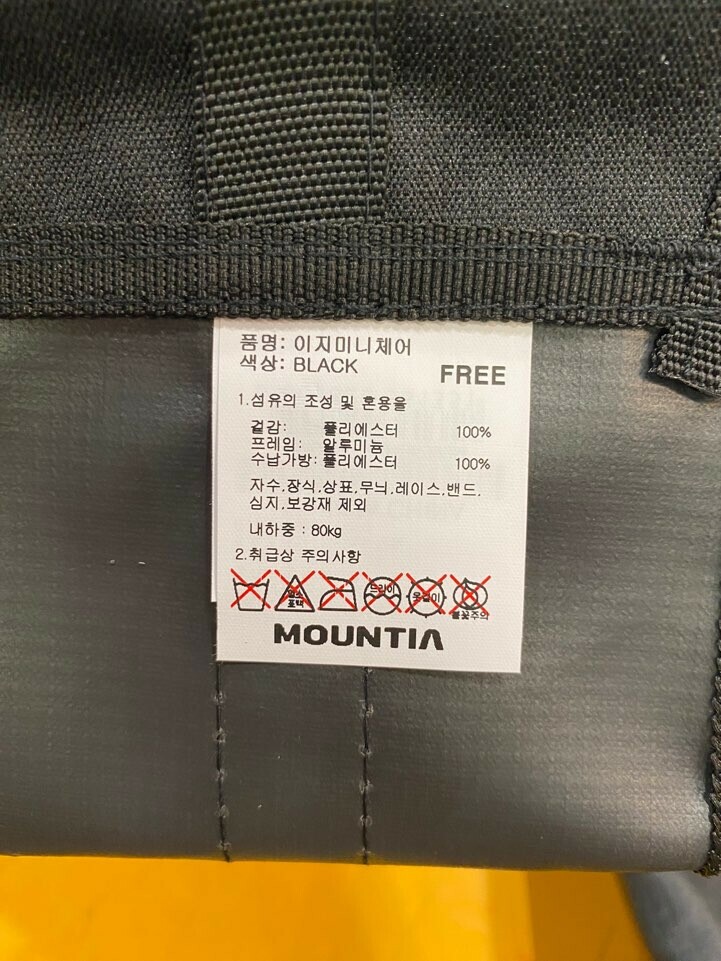 품명: 이지미니체어
색상: BLACK
FREE
1.섬유의 조성 및 혼용율
겉감: 폴리에스터 100%
프레임: 알루미늄
수납가방: 폴리에스터 100%
자수,장식,상표,무늬,레이스,밴드,
심지,보강재 제외
내하중 : 80kg
2.취급상 주의사항
염소
표백
드라이
옷걸이
불꽃주의
MOUNTIA